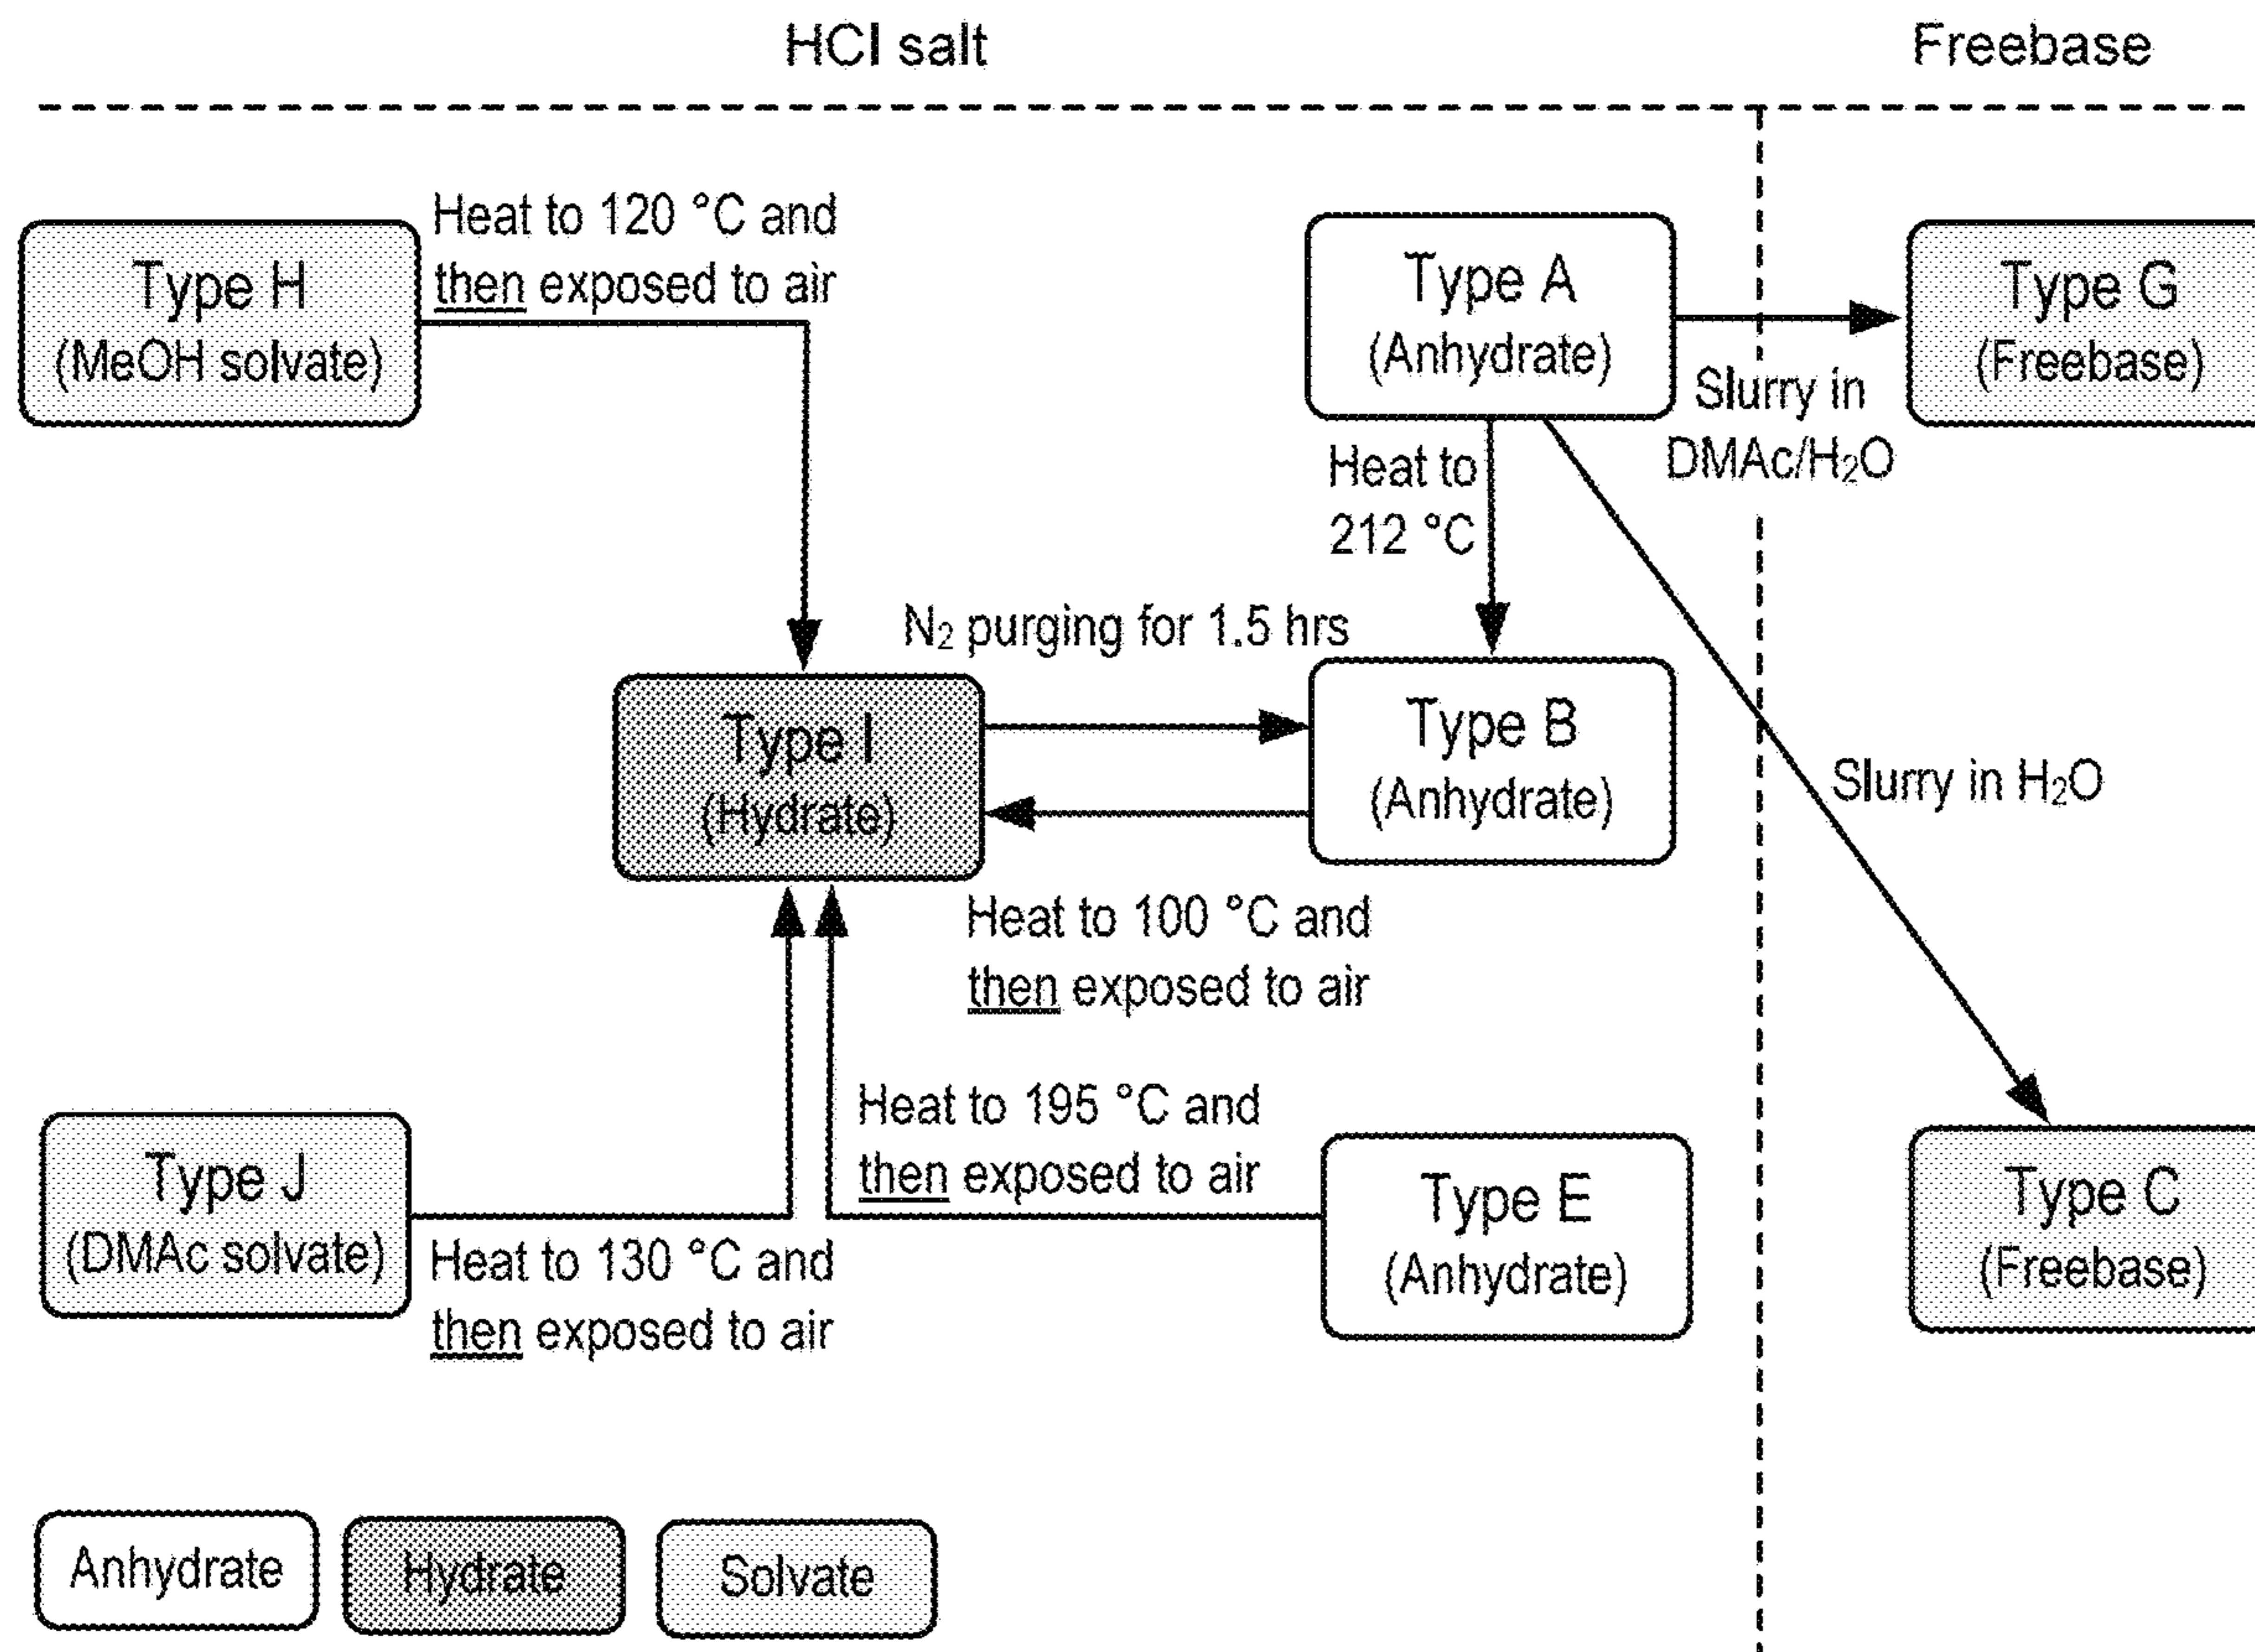 HCl salt
Freebase
Type H
(MeOH solvate)
Heat to 120 °C and
then exposed to air
Type A
(Anhydrate)
Type G
(Freebase)
Slurry in
DMAc/H₂O
Heat to
212 °C
N₂ purging for 1.5 hrs
Type I
(Hydrate)
Type B
(Anhydrate)
Slurry in H₂O
Heat to 100 °C and
then exposed to air
Heat to 195 °C and
then exposed to air
Type J
(DMAc solvate)
Heat to 130 °C and
then exposed to air
Type E
(Anhydrate)
Type C
(Freebase)
Anhydrate
Hydrate
Solvate